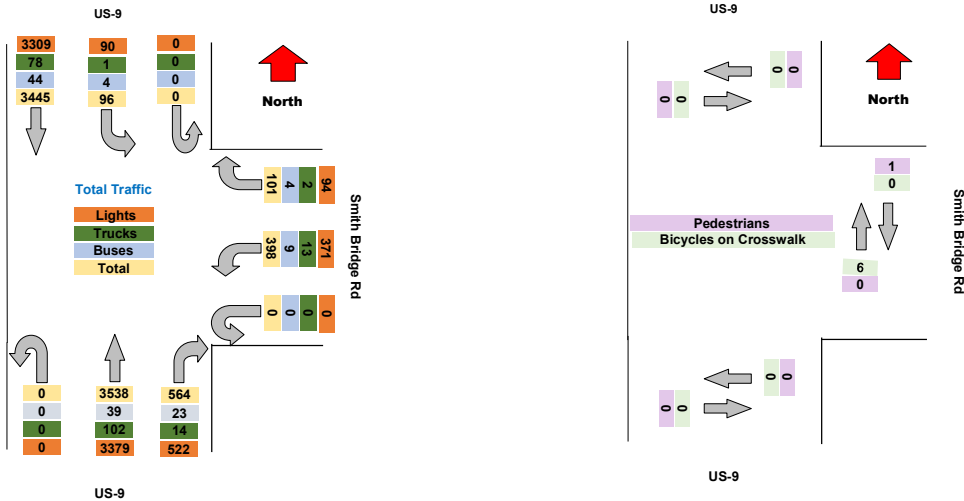 US-9
3309 90 0
78 1 0
44 4 0
3445 96 0
North
101 4 2 94
Total Traffic
Lights
Trucks
Buses
Total
398 9 13 371
Smith Bridge Rd
0 0 0 0
0 3538 564
0 39 23
0 102 14
0 3379 522
US-9
US-9
0 0
0 0
North
1
0
Pedestrians
Bicycles on Crosswalk
6
0
Smith Bridge Rd
0 0
0 0
US-9